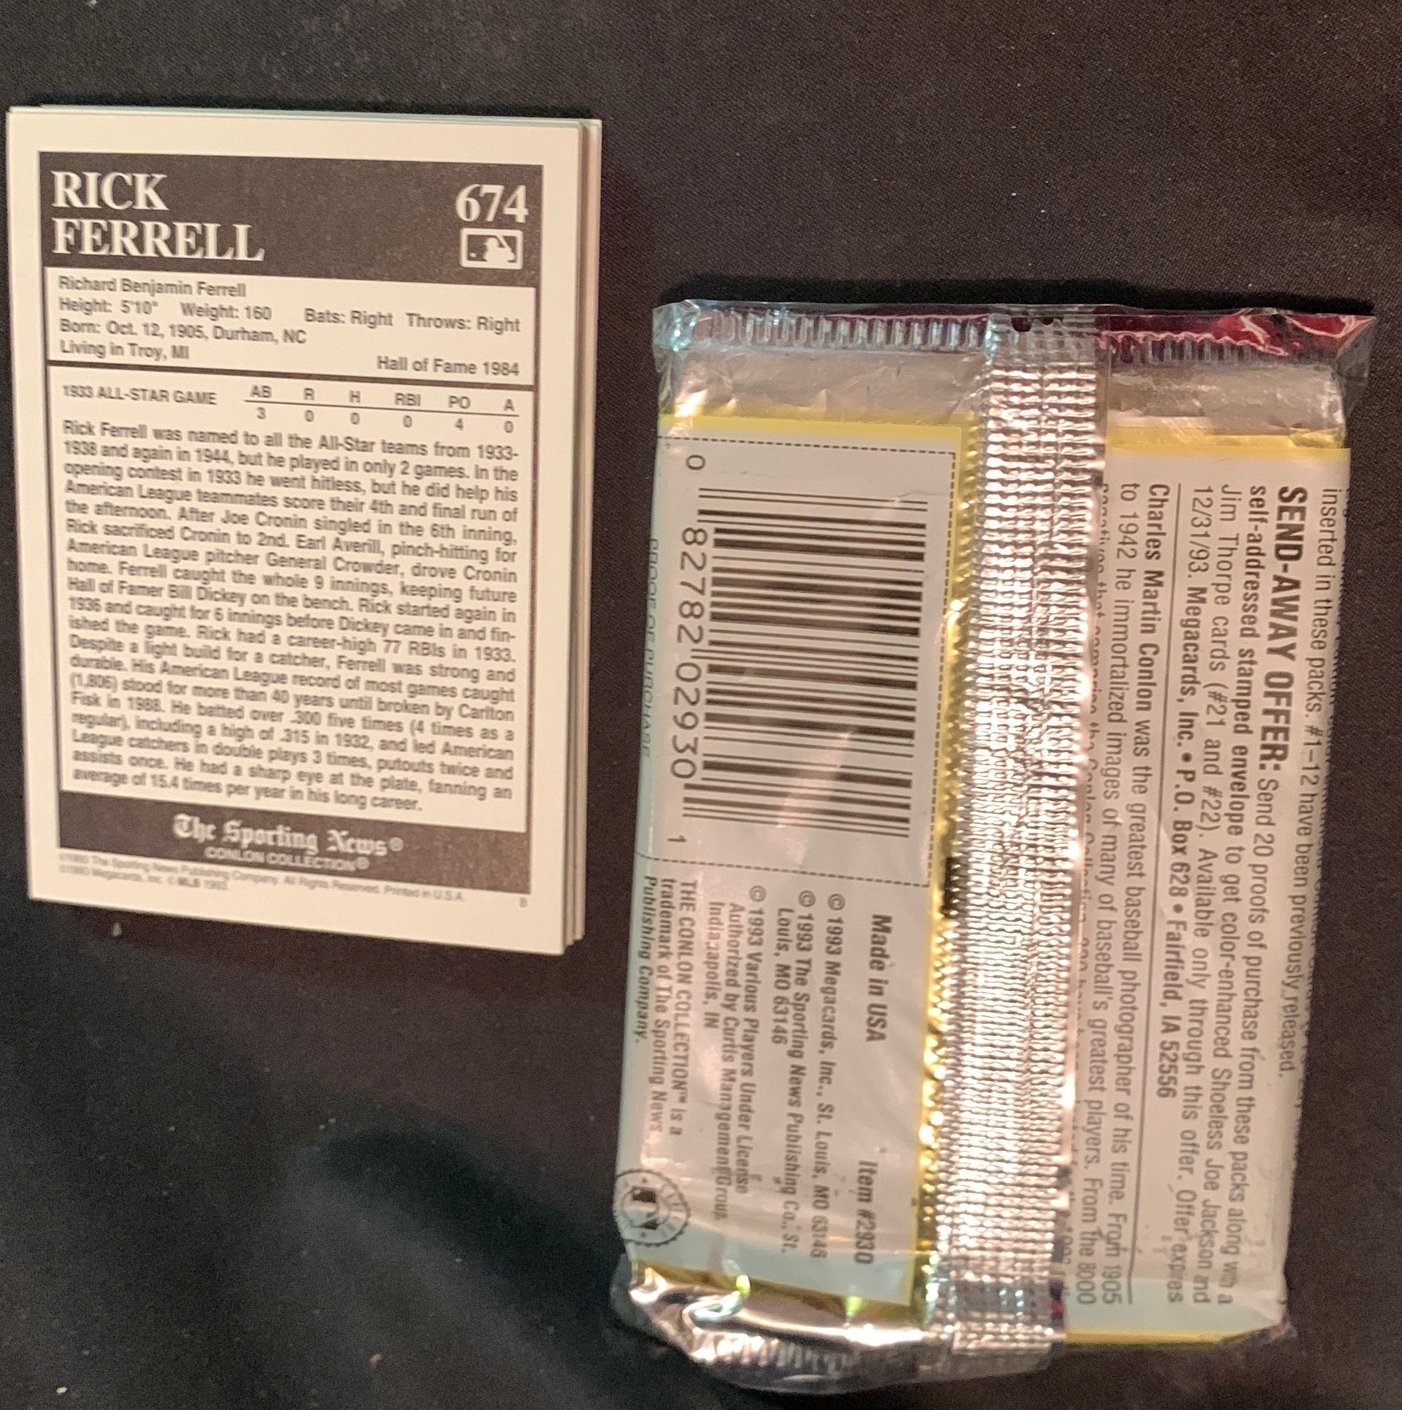 RICK
FERRELL
674
Richard Benjamin Ferrell
Height: 5'10" Weight: 160 Bats: Right Throws: Right
Born: Oct. 12, 1905, Durham, NC
Living in Troy, MI
Hall of Fame 1984
1933 ALL-STAR GAME AB R H RBI PO A
3 0 0 0 4 0
Rick Ferrell was named to all the All-Star teams from 1933-
1938 and again in 1944, but he played in only 2 games. In the
opening contest in 1933 he went hitless, but he did help his
American League teammates score their 4th and final run of
the afternoon. After Joe Cronin singled in the 6th inning,
Rick sacrificed Cronin to 2nd. Earl Averill, pinch-hitting for
American League pitcher General Crowder, drove Cronin
home. Ferrell caught the whole 9 innings, keeping future
Hall of Famer Bill Dickey on the bench. Rick started again in
1936 and caught for 6 innings before Dickey came in and fin-
ished the game. Rick had a career-high 77 RBIs in 1933.
Despite a light build for a catcher, Ferrell was strong and
durable. His American League record of most games caught
(1,806) stood for more than 40 years until broken by Carlton
Fisk in 1988. He batted over .300 five times (4 times as a
regular), including a high of .315 in 1932, and led American
League catchers in double plays 3 times, putouts twice and
assists once. He had a sharp eye at the plate, fanning an
average of 15.4 times per year in his long career.
The Sporting News®
CONLON COLLECTION®
The Sporting News Publishing Company. All Rights Reserved. Printed in U.S.A.
Megacards, Inc. © MLB 1993
B
inserted in these packs. #1-12 have been previously released.
SEND-AWAY OFFER: Send 20 proofs of purchase from these packs along with a
self-addressed stamped envelope to get color-enhanced Shoeless Joe Jackson and
Jim Thorpe cards (#21 and #22). Available only through this offer. Offer expires
12/31/93. Megacards, Inc. • P.O. Box 628 • Fairfield, IA 52556
Charles Martin Conlon was the greatest baseball photographer of his time. From 1905
to 1942 he immortalized images of many of baseball's greatest players. From the 8000
0 82782 02930 1
PROOF OF PURCHASE
Made in USA Item #2930
© 1993 Megacards, Inc., St. Louis, MO 63146
© 1993 The Sporting News Publishing Co., St.
Louis, MO 63146
© 1993 Various Players Under License
Authorized by Curtis Management Group,
Indianapolis, IN
THE CONLON COLLECTION™ is a
trademark of The Sporting News
Publishing Company.